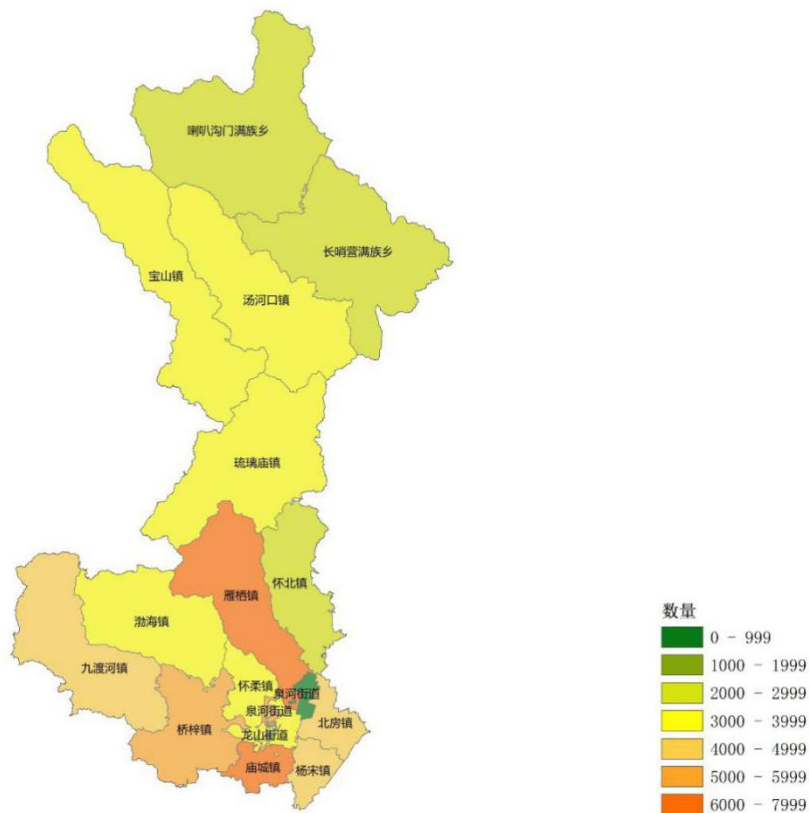 喇叭沟门满族乡
长哨营满族乡
宝山镇
汤河口镇
琉璃庙镇
怀北镇
雁栖镇
渤海镇
九渡河镇
怀柔镇
泉河街道
泉河街道
北房镇
桥梓镇
龙山街道
庙城镇
杨宋镇
数量
0 - 999
1000 - 1999
2000 - 2999
3000 - 3999
4000 - 4999
5000 - 5999
6000 - 7999